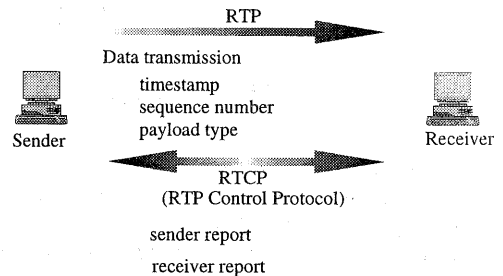 RTP
Data transmission
timestamp
sequence number
payload type
Sender
Receiver
RTCP
(RTP Control Protocol)
sender report
receiver report